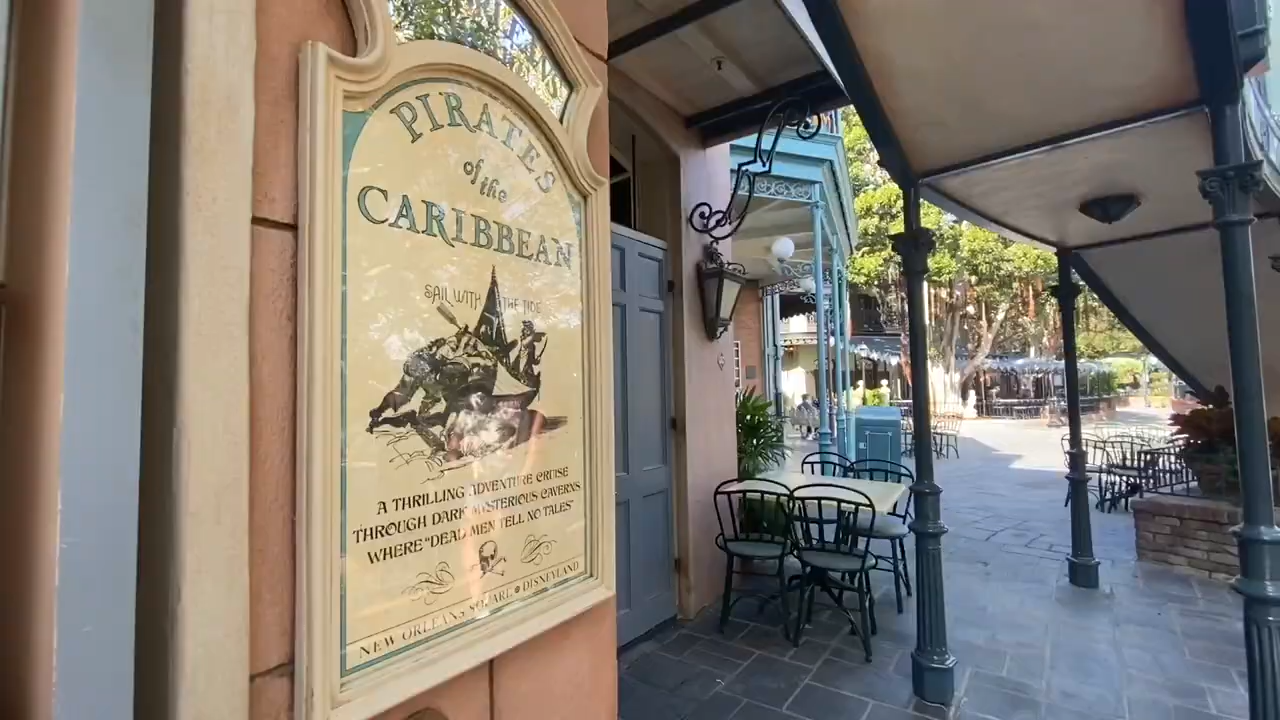 PIRATES
of the
CARIBBEAN
SAIL WITH THE TIDE
A THRILLING ADVENTURE CRUISE
THROUGH DARK MYSTERIOUS CAVERNS
WHERE "DEAD MEN TELL NO TALES"
NEW ORLEANS SQUARE DISNEYLAND